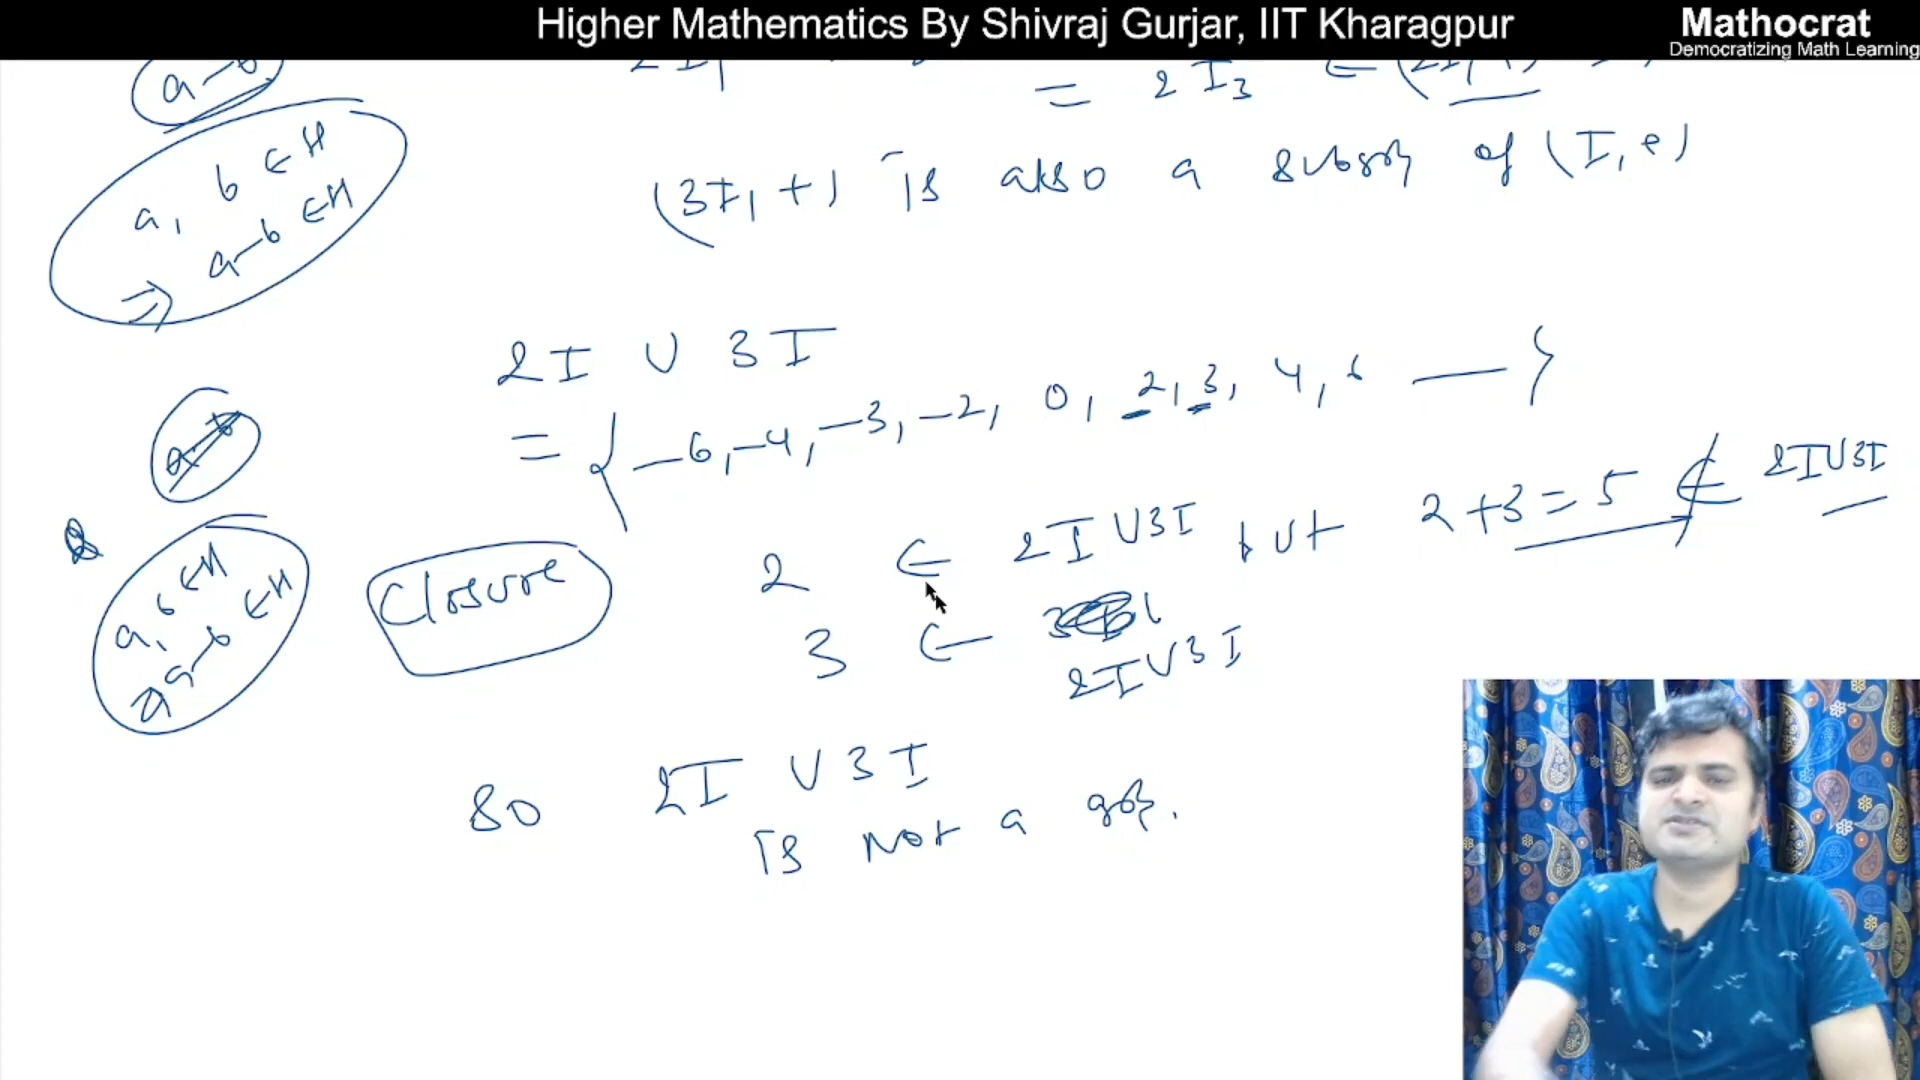 Higher Mathematics By Shivraj Gurjar, IIT Kharagpur
Mathocrat
Democratizing Math Learning
a-b
= 2I3 ∈
a, b ∈ H
⇒ a-b ∈ H
(3I, +) is also a subgp of (I, +)
2I ∪ 3I
= { -6, -4, -3, -2, 0, 2, 3, 4, 6 — }
a-b
a, b ∈ H
a-b ∈ H
Closure
2 ∈ 2I ∪ 3I but 2+3 = 5 ∉ 2I∪3I
3 ∈
2I ∪ 3I
So 2I ∪ 3I
is not a gp.